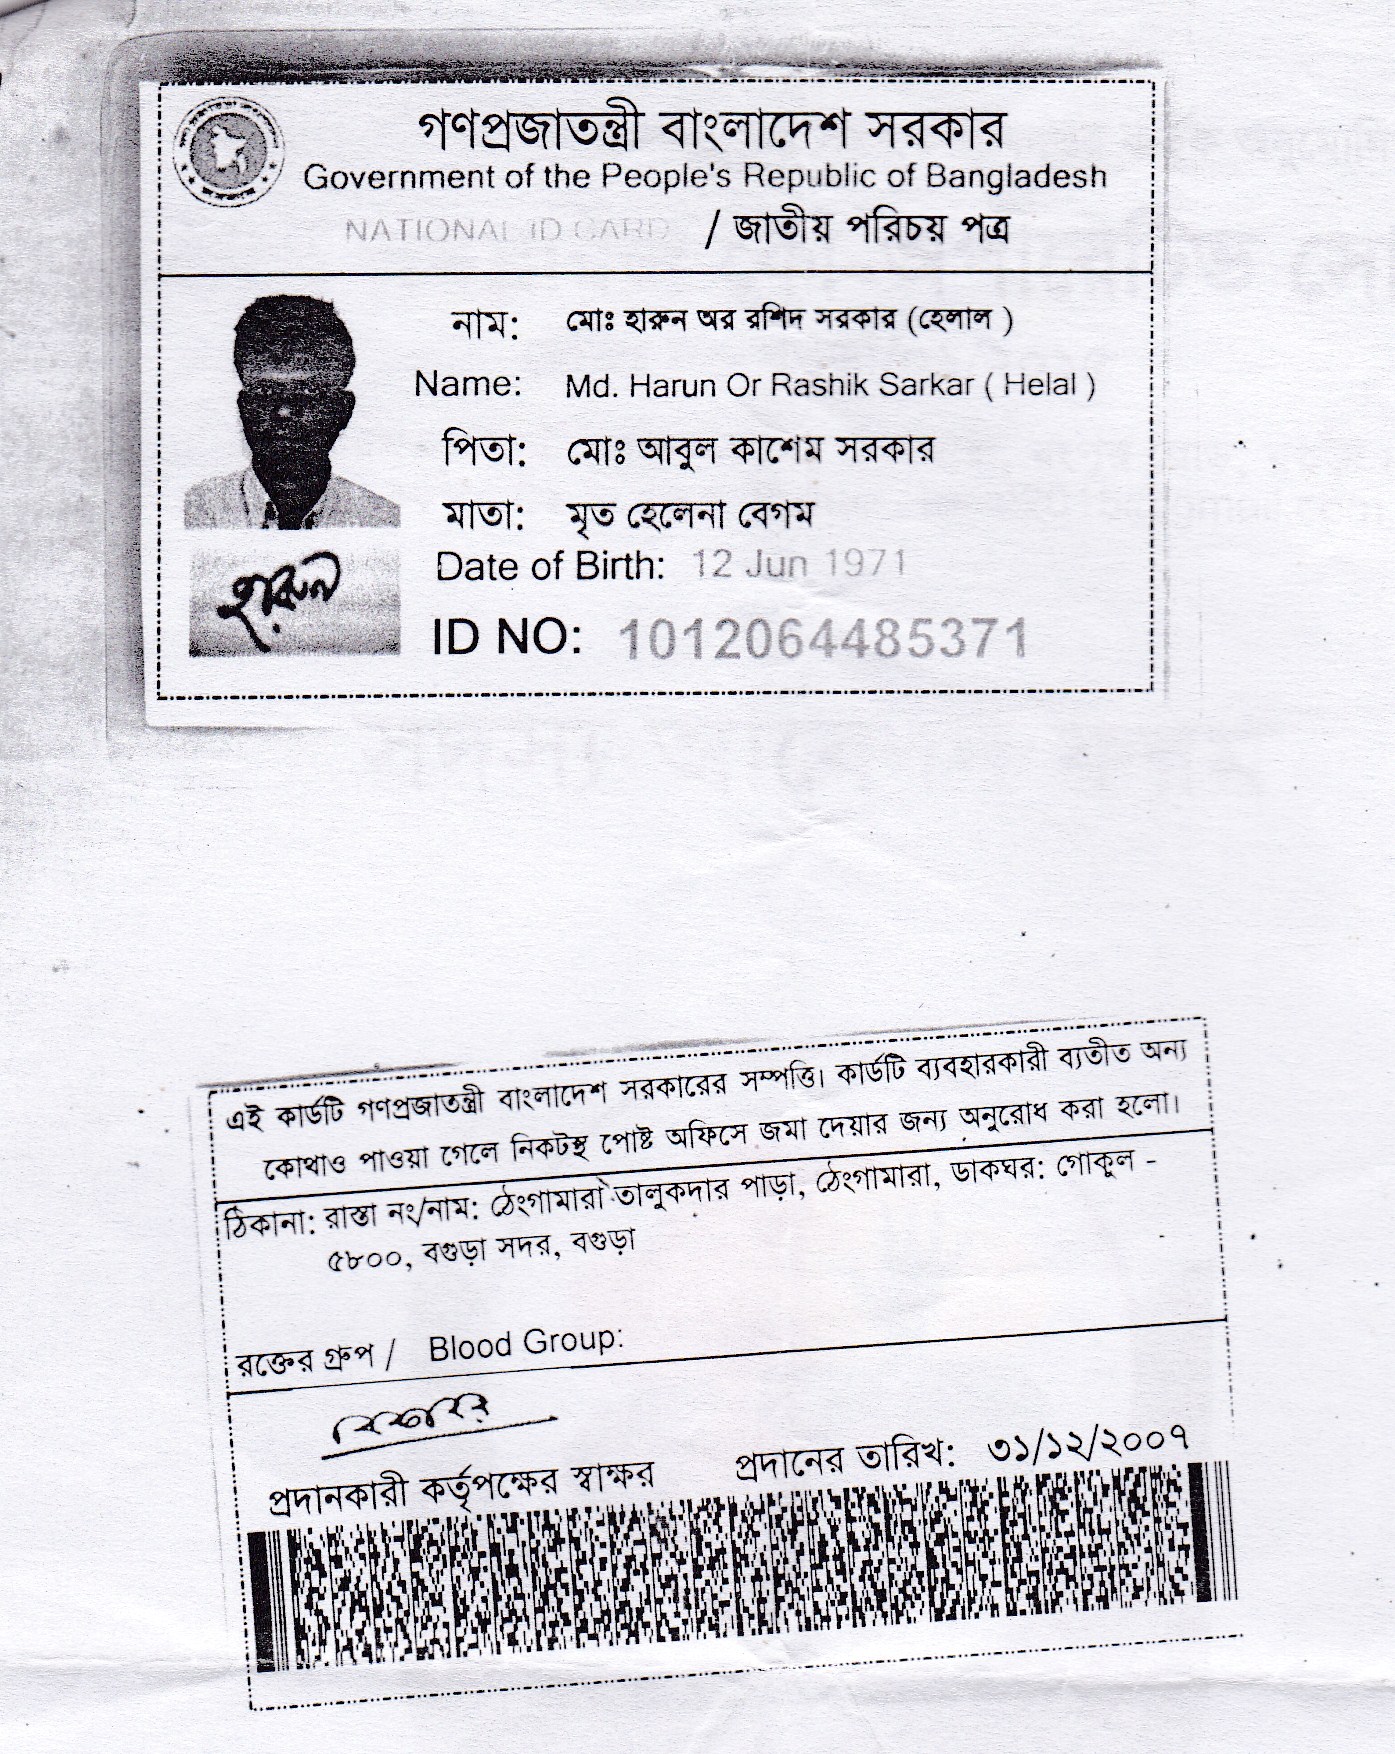 গণপ্রজাতন্ত্রী বাংলাদেশ সরকার
Government of the People's Republic of Bangladesh
NATIONAL ID CARD / জাতীয় পরিচয় পত্র
নাম: মোঃ হারুন অর রশিদ সরকার (হেলাল )
Name: Md. Harun Or Rashik Sarkar ( Helal )
পিতা: মোঃ আবুল কাশেম সরকার
মাতা: মৃত হেলেনা বেগম
Date of Birth: 12 Jun 1971
হারুন
ID NO: 1012064485371
এই কার্ডটি গণপ্রজাতন্ত্রী বাংলাদেশ সরকারের সম্পত্তি। কার্ডটি ব্যবহারকারী ব্যতীত অন্য
কোথাও পাওয়া গেলে নিকটস্থ পোষ্ট অফিসে জমা দেয়ার জন্য অনুরোধ করা হলো।
ঠিকানা: রাস্তা নং/নাম: ঠেংগামারা তালুকদার পাড়া, ঠেংগামারা, ডাকঘর: গোকুল -
৫৮০০, বগুড়া সদর, বগুড়া
রক্তের গ্রুপ / Blood Group:
প্রদানকারী কর্তৃপক্ষের স্বাক্ষর প্রদানের তারিখ: ৩১/১২/২০০৭